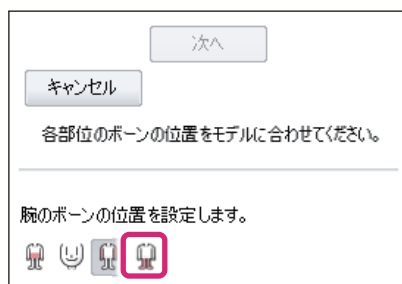 次へ
キャンセル
各部位のボーンの位置をモデルに合わせてください。
腕のボーンの位置を設定します。